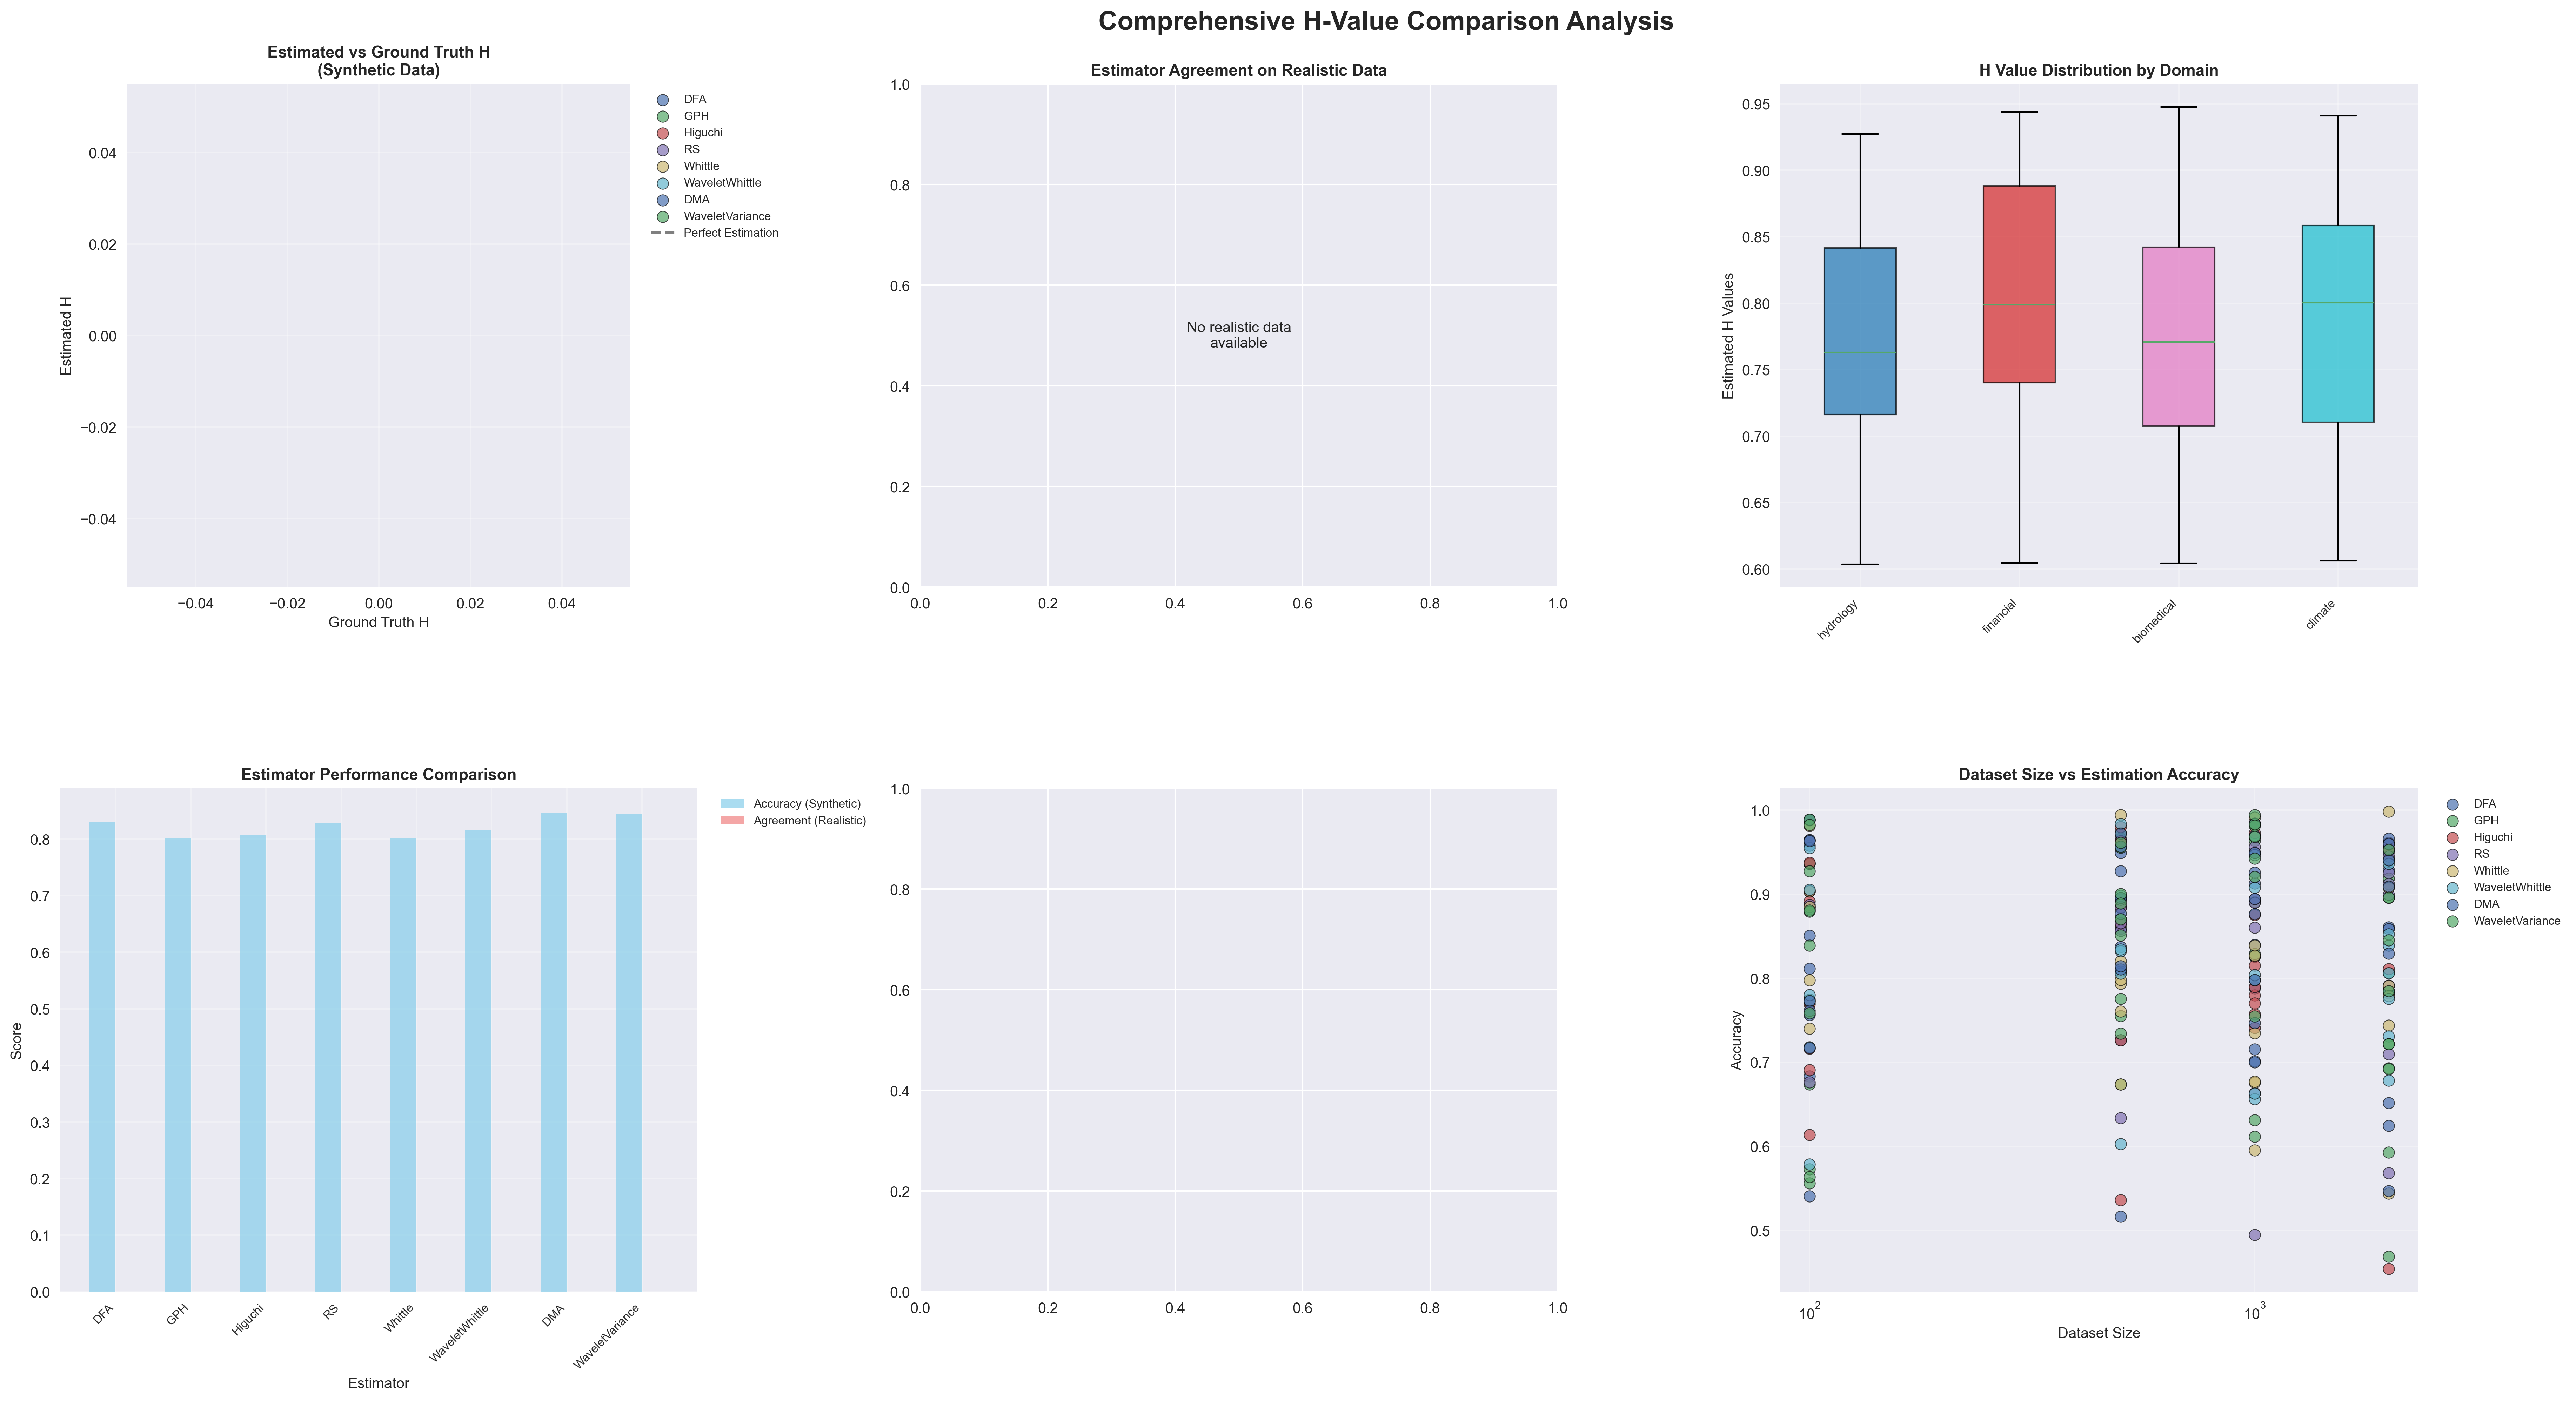 Comprehensive H-Value Comparison Analysis
Estimated vs Ground Truth H
(Synthetic Data)
Estimated H
0.04
0.02
0.00
−0.02
−0.04
−0.04
−0.02
0.00
0.02
0.04
Ground Truth H
DFA
GPH
Higuchi
RS
Whittle
WaveletWhittle
DMA
WaveletVariance
Perfect Estimation
Estimator Agreement on Realistic Data
1.0
0.8
0.6
0.4
0.2
0.0
No realistic data
available
0.0
0.2
0.4
0.6
0.8
1.0
H Value Distribution by Domain
Estimated H Values
0.95
0.90
0.85
0.80
0.75
0.70
0.65
0.60
hydrology
financial
biomedical
climate
Estimator Performance Comparison
Score
0.8
0.7
0.6
0.5
0.4
0.3
0.2
0.1
0.0
DFA
GPH
Higuchi
RS
Whittle
WaveletWhittle
DMA
WaveletVariance
Estimator
Accuracy (Synthetic)
Agreement (Realistic)
1.0
0.8
0.6
0.4
0.2
0.0
0.0
0.2
0.4
0.6
0.8
1.0
Dataset Size vs Estimation Accuracy
Accuracy
1.0
0.9
0.8
0.7
0.6
0.5
10^2
10^3
Dataset Size
DFA
GPH
Higuchi
RS
Whittle
WaveletWhittle
DMA
WaveletVariance